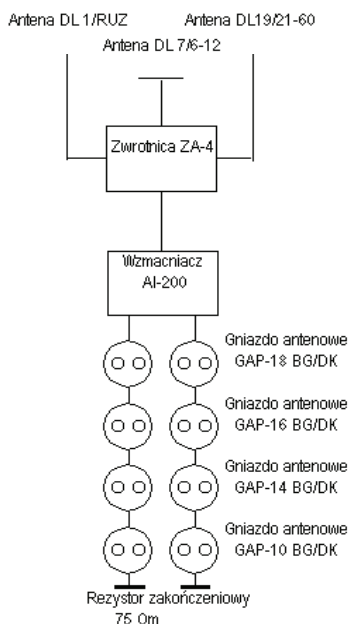 Antena DL 1/RUZ
Antena DL19/21-60
Antena DL 7/6-12
Zwrotnica ZA-4
Wzmacniacz
AI-200
Gniazdo antenowe
GAP-18 BG/DK
Gniazdo antenowe
GAP-16 BG/DK
Gniazdo antenowe
GAP-14 BG/DK
Gniazdo antenowe
GAP-10 BG/DK
Rezystor zakończeniowy
75 Om